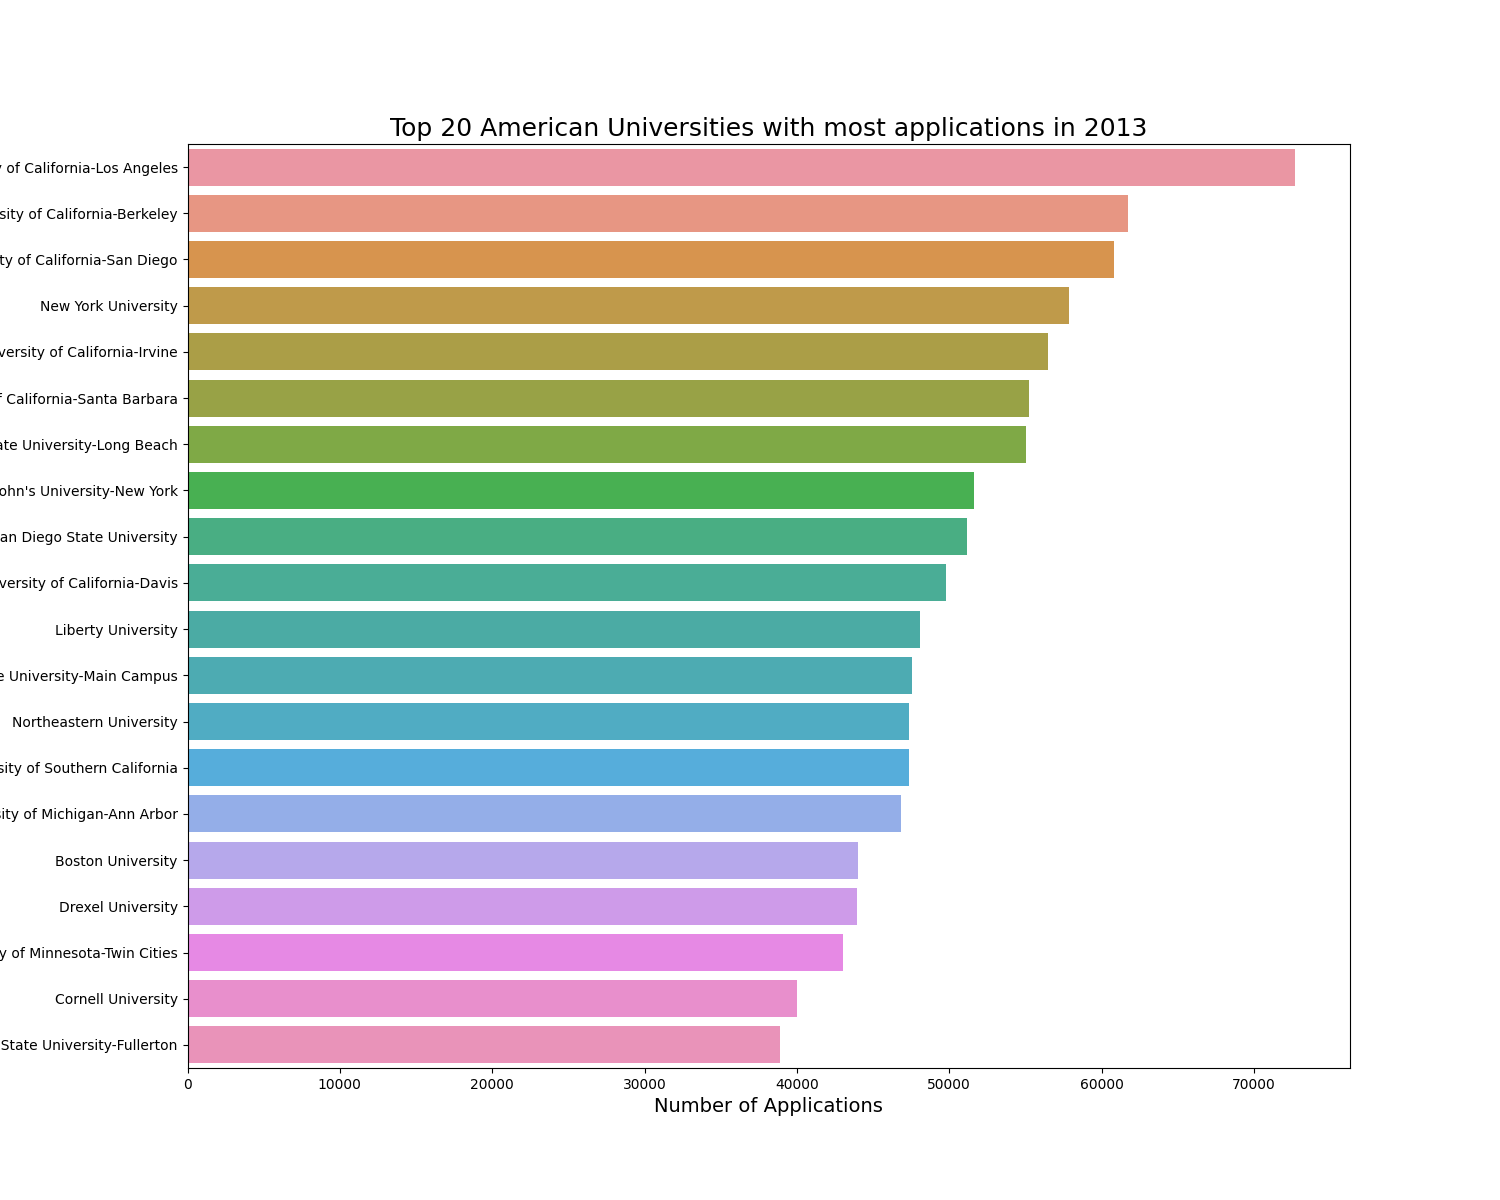 Top 20 American Universities with most applications in 2013
of California-Los Angeles
sity of California-Berkeley
ty of California-San Diego
New York University
versity of California-Irvine
California-Santa Barbara
ate University-Long Beach
ohn's University-New York
an Diego State University
versity of California-Davis
Liberty University
e University-Main Campus
Northeastern University
sity of Southern California
sity of Michigan-Ann Arbor
Boston University
Drexel University
y of Minnesota-Twin Cities
Cornell University
State University-Fullerton
0 10000 20000 30000 40000 50000 60000 70000
Number of Applications